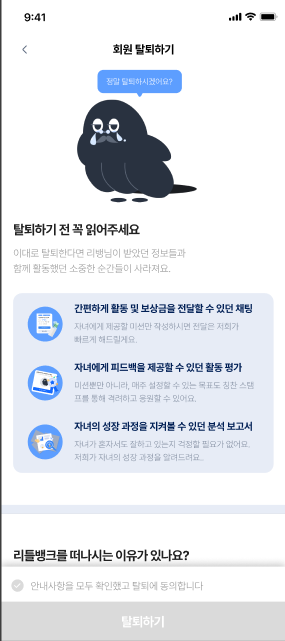 9:41
회원 탈퇴하기
정말 탈퇴하시겠어요?
탈퇴하기 전 꼭 읽어주세요
이대로 탈퇴한다면 리뱅님이 받았던 정보들과
함께 활동했던 소중한 순간들이 사라져요.
간편하게 활동 및 보상금을 전달할 수 있던 채팅
자녀에게 제공할 미션만 작성하시면 전달은 저희가
빠르게 해드릴게요.
자녀에게 피드백을 제공할 수 있던 활동 평가
미션뿐만 아니라, 매주 설정할 수 있는 목표도 칭찬 스탬
프를 통해 격려하고 응원할 수 있어요.
자녀의 성장 과정을 지켜볼 수 있던 분석 보고서
자녀가 혼자서도 잘하고 있는지 걱정할 필요가 없어요.
저희가 자녀의 성장 과정을 알려드려요..
리틀뱅크를 떠나시는 이유가 있나요?
안내사항을 모두 확인했고 탈퇴에 동의합니다
탈퇴하기